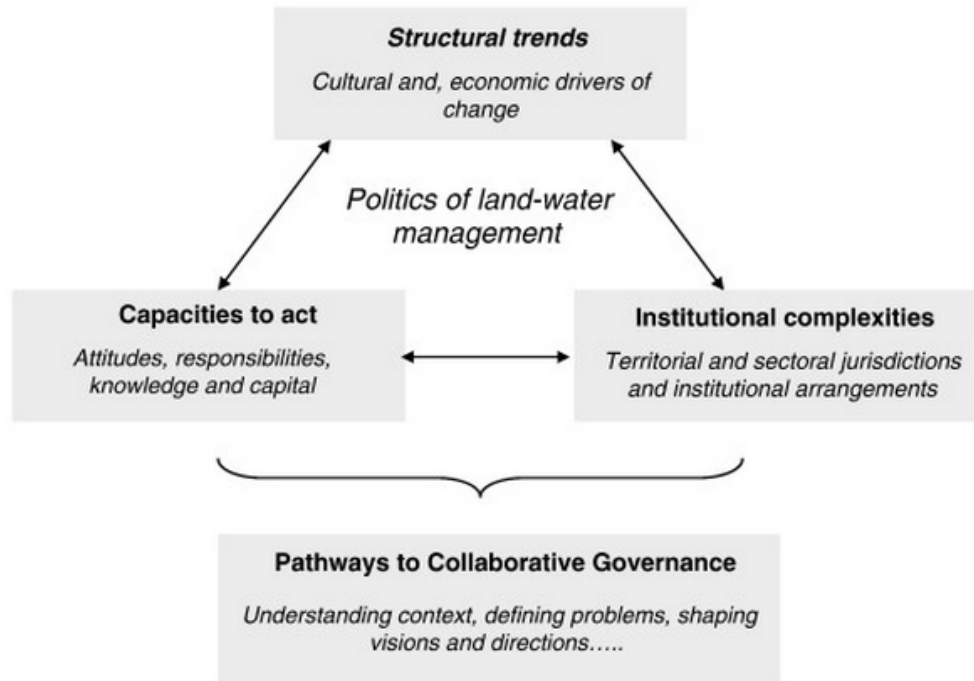 Structural trends
Cultural and, economic drivers of
change
Politics of land-water
management
Capacities to act
Attitudes, responsibilities,
knowledge and capital
Institutional complexities
Territorial and sectoral jurisdictions
and institutional arrangements
Pathways to Collaborative Governance
Understanding context, defining problems, shaping
visions and directions…..